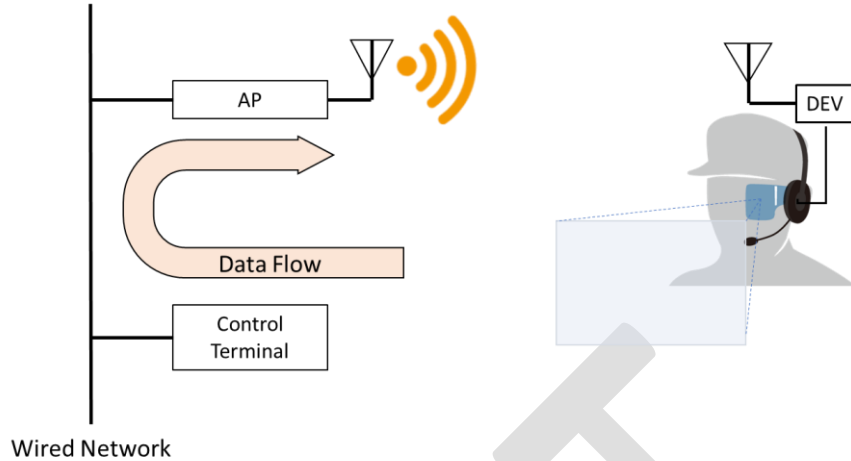 AP
DEV
Data Flow
Control
Terminal
Wired Network